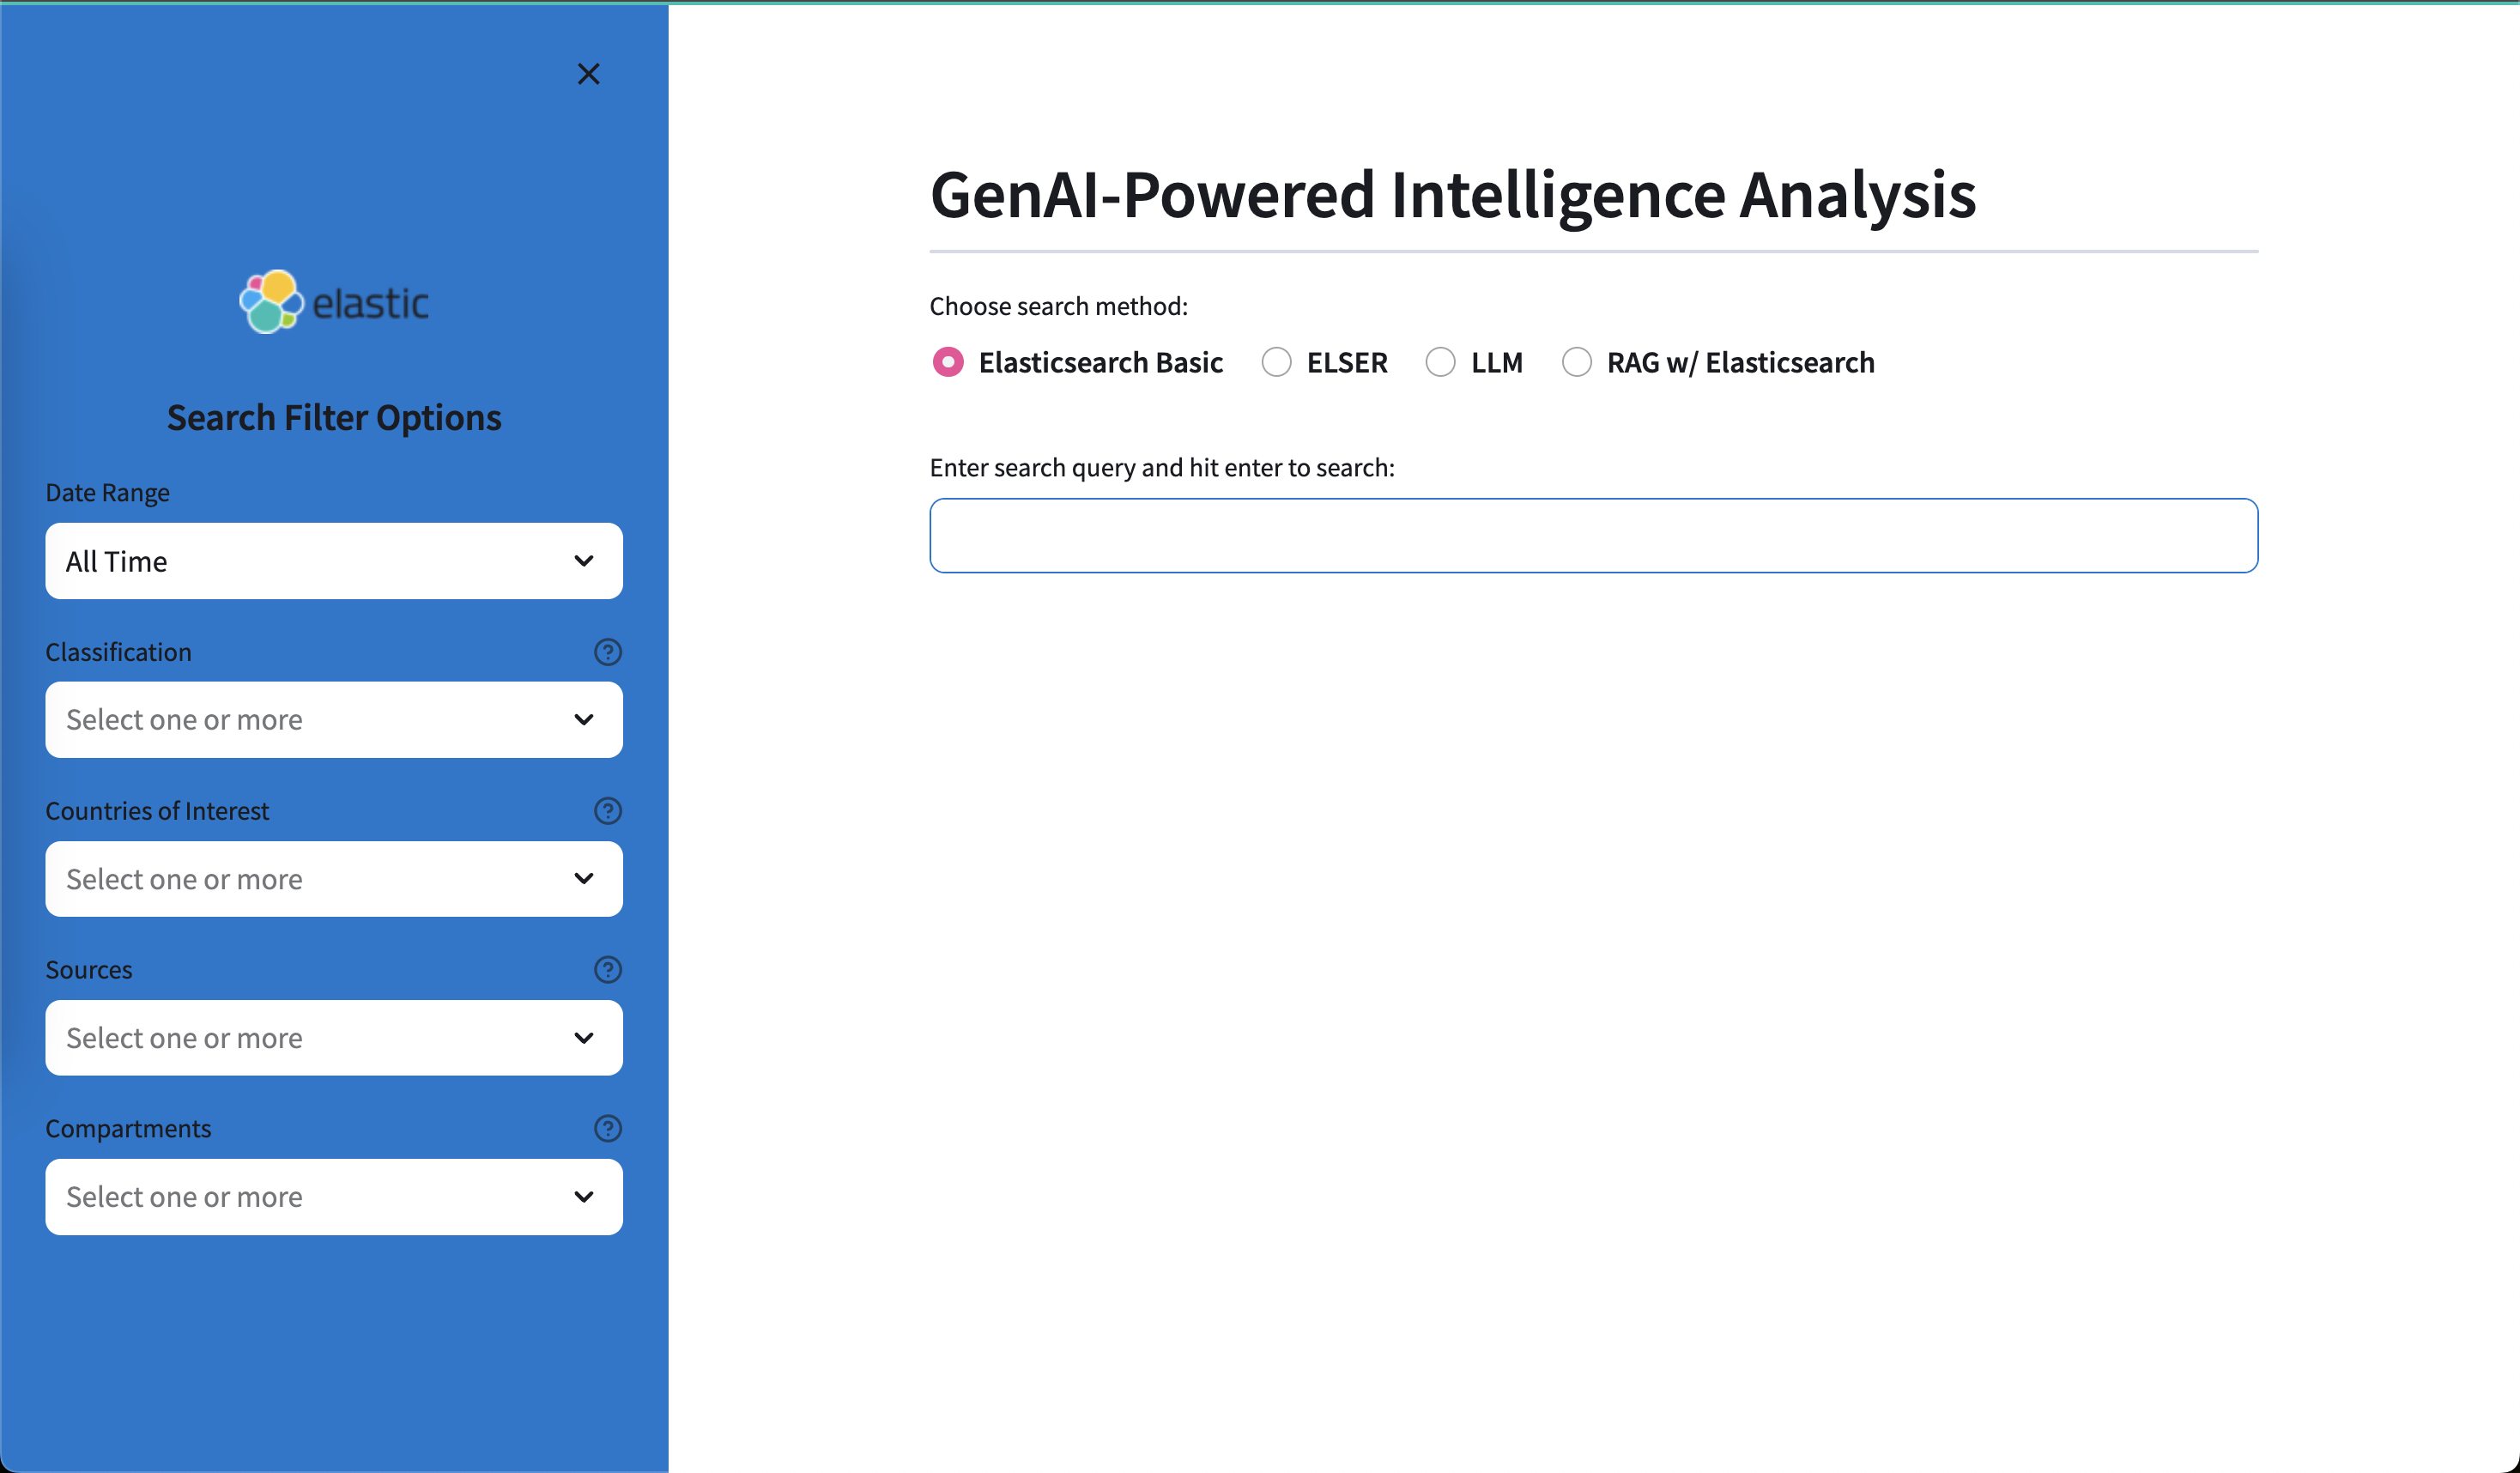 elastic
Search Filter Options
Date Range
All Time
Classification
Select one or more
Countries of Interest
Select one or more
Sources
Select one or more
Compartments
Select one or more
GenAI-Powered Intelligence Analysis
Choose search method:
Elasticsearch Basic ELSER LLM RAG w/ Elasticsearch
Enter search query and hit enter to search: